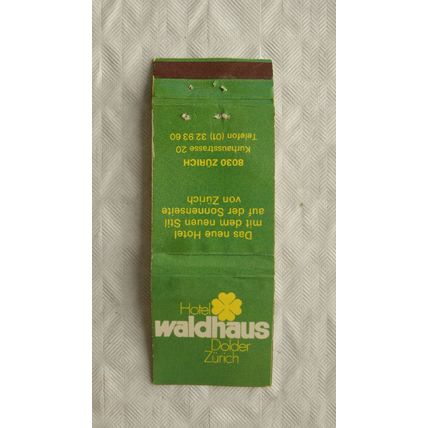 Hotel
waldhaus
Dolder
Zürich
Das neue Hotel
mit dem neuen Stil
auf der Sonnenseite
von Zürich
8030 ZÜRICH
Kurhausstrasse 20
Telefon (01) 32 93 60